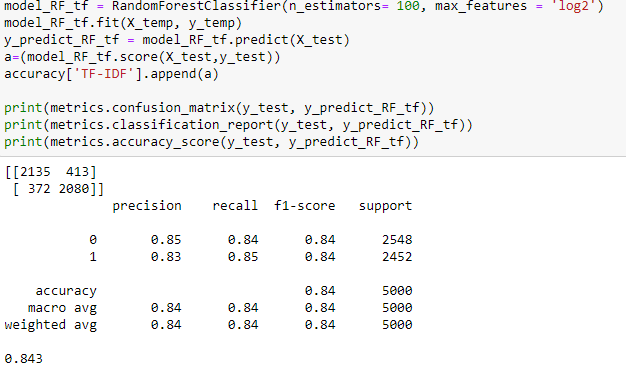 model_RF_tf = RandomForestClassifier(n_estimators= 100, max_features = 'log2')
model_RF_tf.fit(X_temp, y_temp)
y_predict_RF_tf = model_RF_tf.predict(X_test)
a=(model_RF_tf.score(X_test,y_test))
accuracy['TF-IDF'].append(a)
print(metrics.confusion_matrix(y_test, y_predict_RF_tf))
print(metrics.classification_report(y_test, y_predict_RF_tf))
print(metrics.accuracy_score(y_test, y_predict_RF_tf))
[[2135  413]
 [ 372 2080]]
              precision    recall  f1-score   support
           0       0.85      0.84      0.84      2548
           1       0.83      0.85      0.84      2452
    accuracy                           0.84      5000
   macro avg       0.84      0.84      0.84      5000
weighted avg       0.84      0.84      0.84      5000
0.843